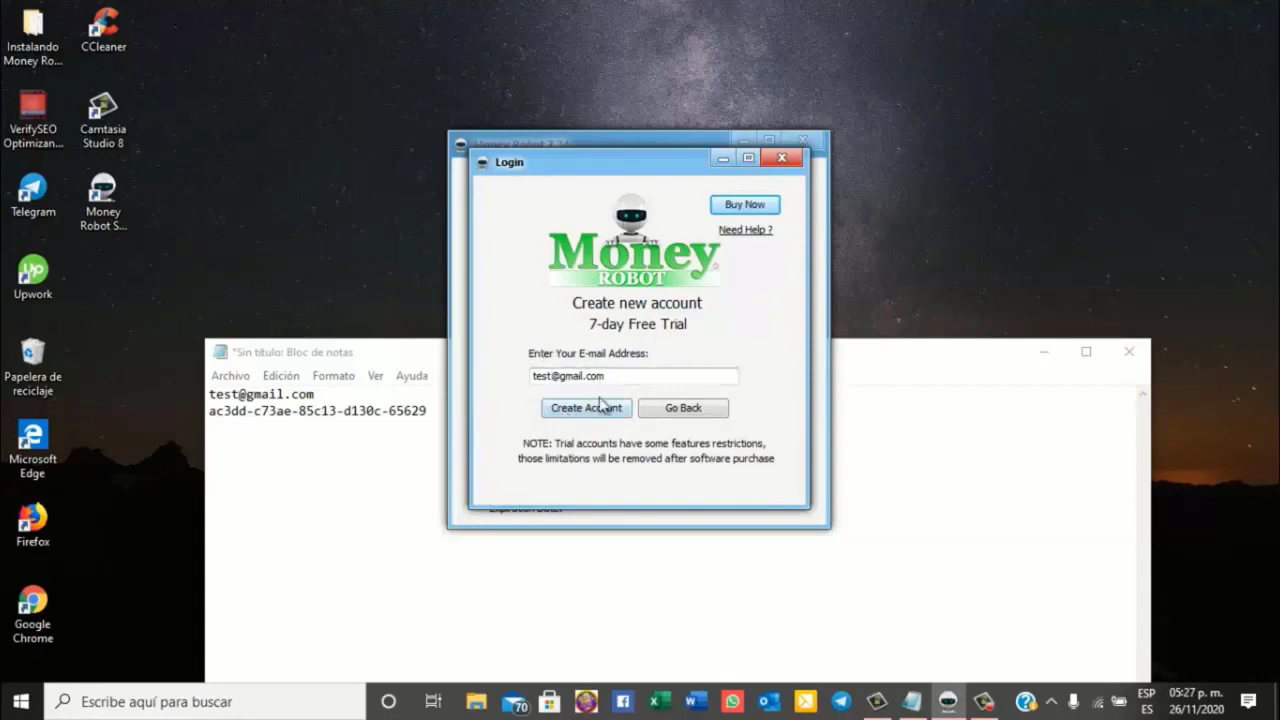 Instalando
Money Ro...
CCleaner
VerifySEO
Optimizan...
Camtasia
Studio 8
Telegram
Money
Robot S...
Upwork
Papelera de
reciclaje
Microsoft
Edge
Firefox
Google
Chrome
Login
Buy Now
Need Help ?
Money
ROBOT
Create new account
7-day Free Trial
Enter Your E-mail Address:
test@gmail.com
Create Account
Go Back
NOTE: Trial accounts have some features restrictions,
those limitations will be removed after software purchase
*Sin título: Bloc de notas
Archivo Edición Formato Ver Ayuda
test@gmail.com
ac3dd-c73ae-85c13-d130c-65629
Escribe aquí para buscar
70
ESP
ES
05:27 p. m.
26/11/2020